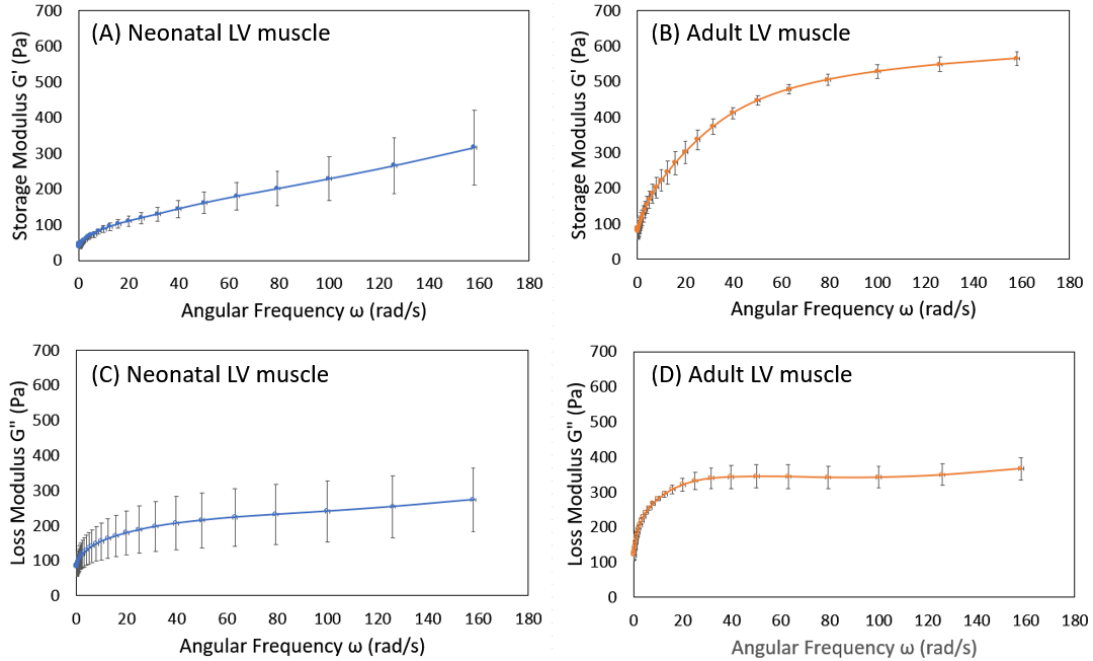 (A) Neonatal LV muscle
Storage Modulus G' (Pa)
700
600
500
400
300
200
100
0
0 20 40 60 80 100 120 140 160 180
Angular Frequency ω (rad/s)
(B) Adult LV muscle
Storage Modulus G' (Pa)
700
600
500
400
300
200
100
0
0 20 40 60 80 100 120 140 160 180
Angular Frequency ω (rad/s)
(C) Neonatal LV muscle
Loss Modulus G" (Pa)
700
600
500
400
300
200
100
0
0 20 40 60 80 100 120 140 160 180
Angular Frequency ω (rad/s)
(D) Adult LV muscle
Loss Modulus G" (Pa)
700
600
500
400
300
200
100
0
0 20 40 60 80 100 120 140 160 180
Angular Frequency ω (rad/s)